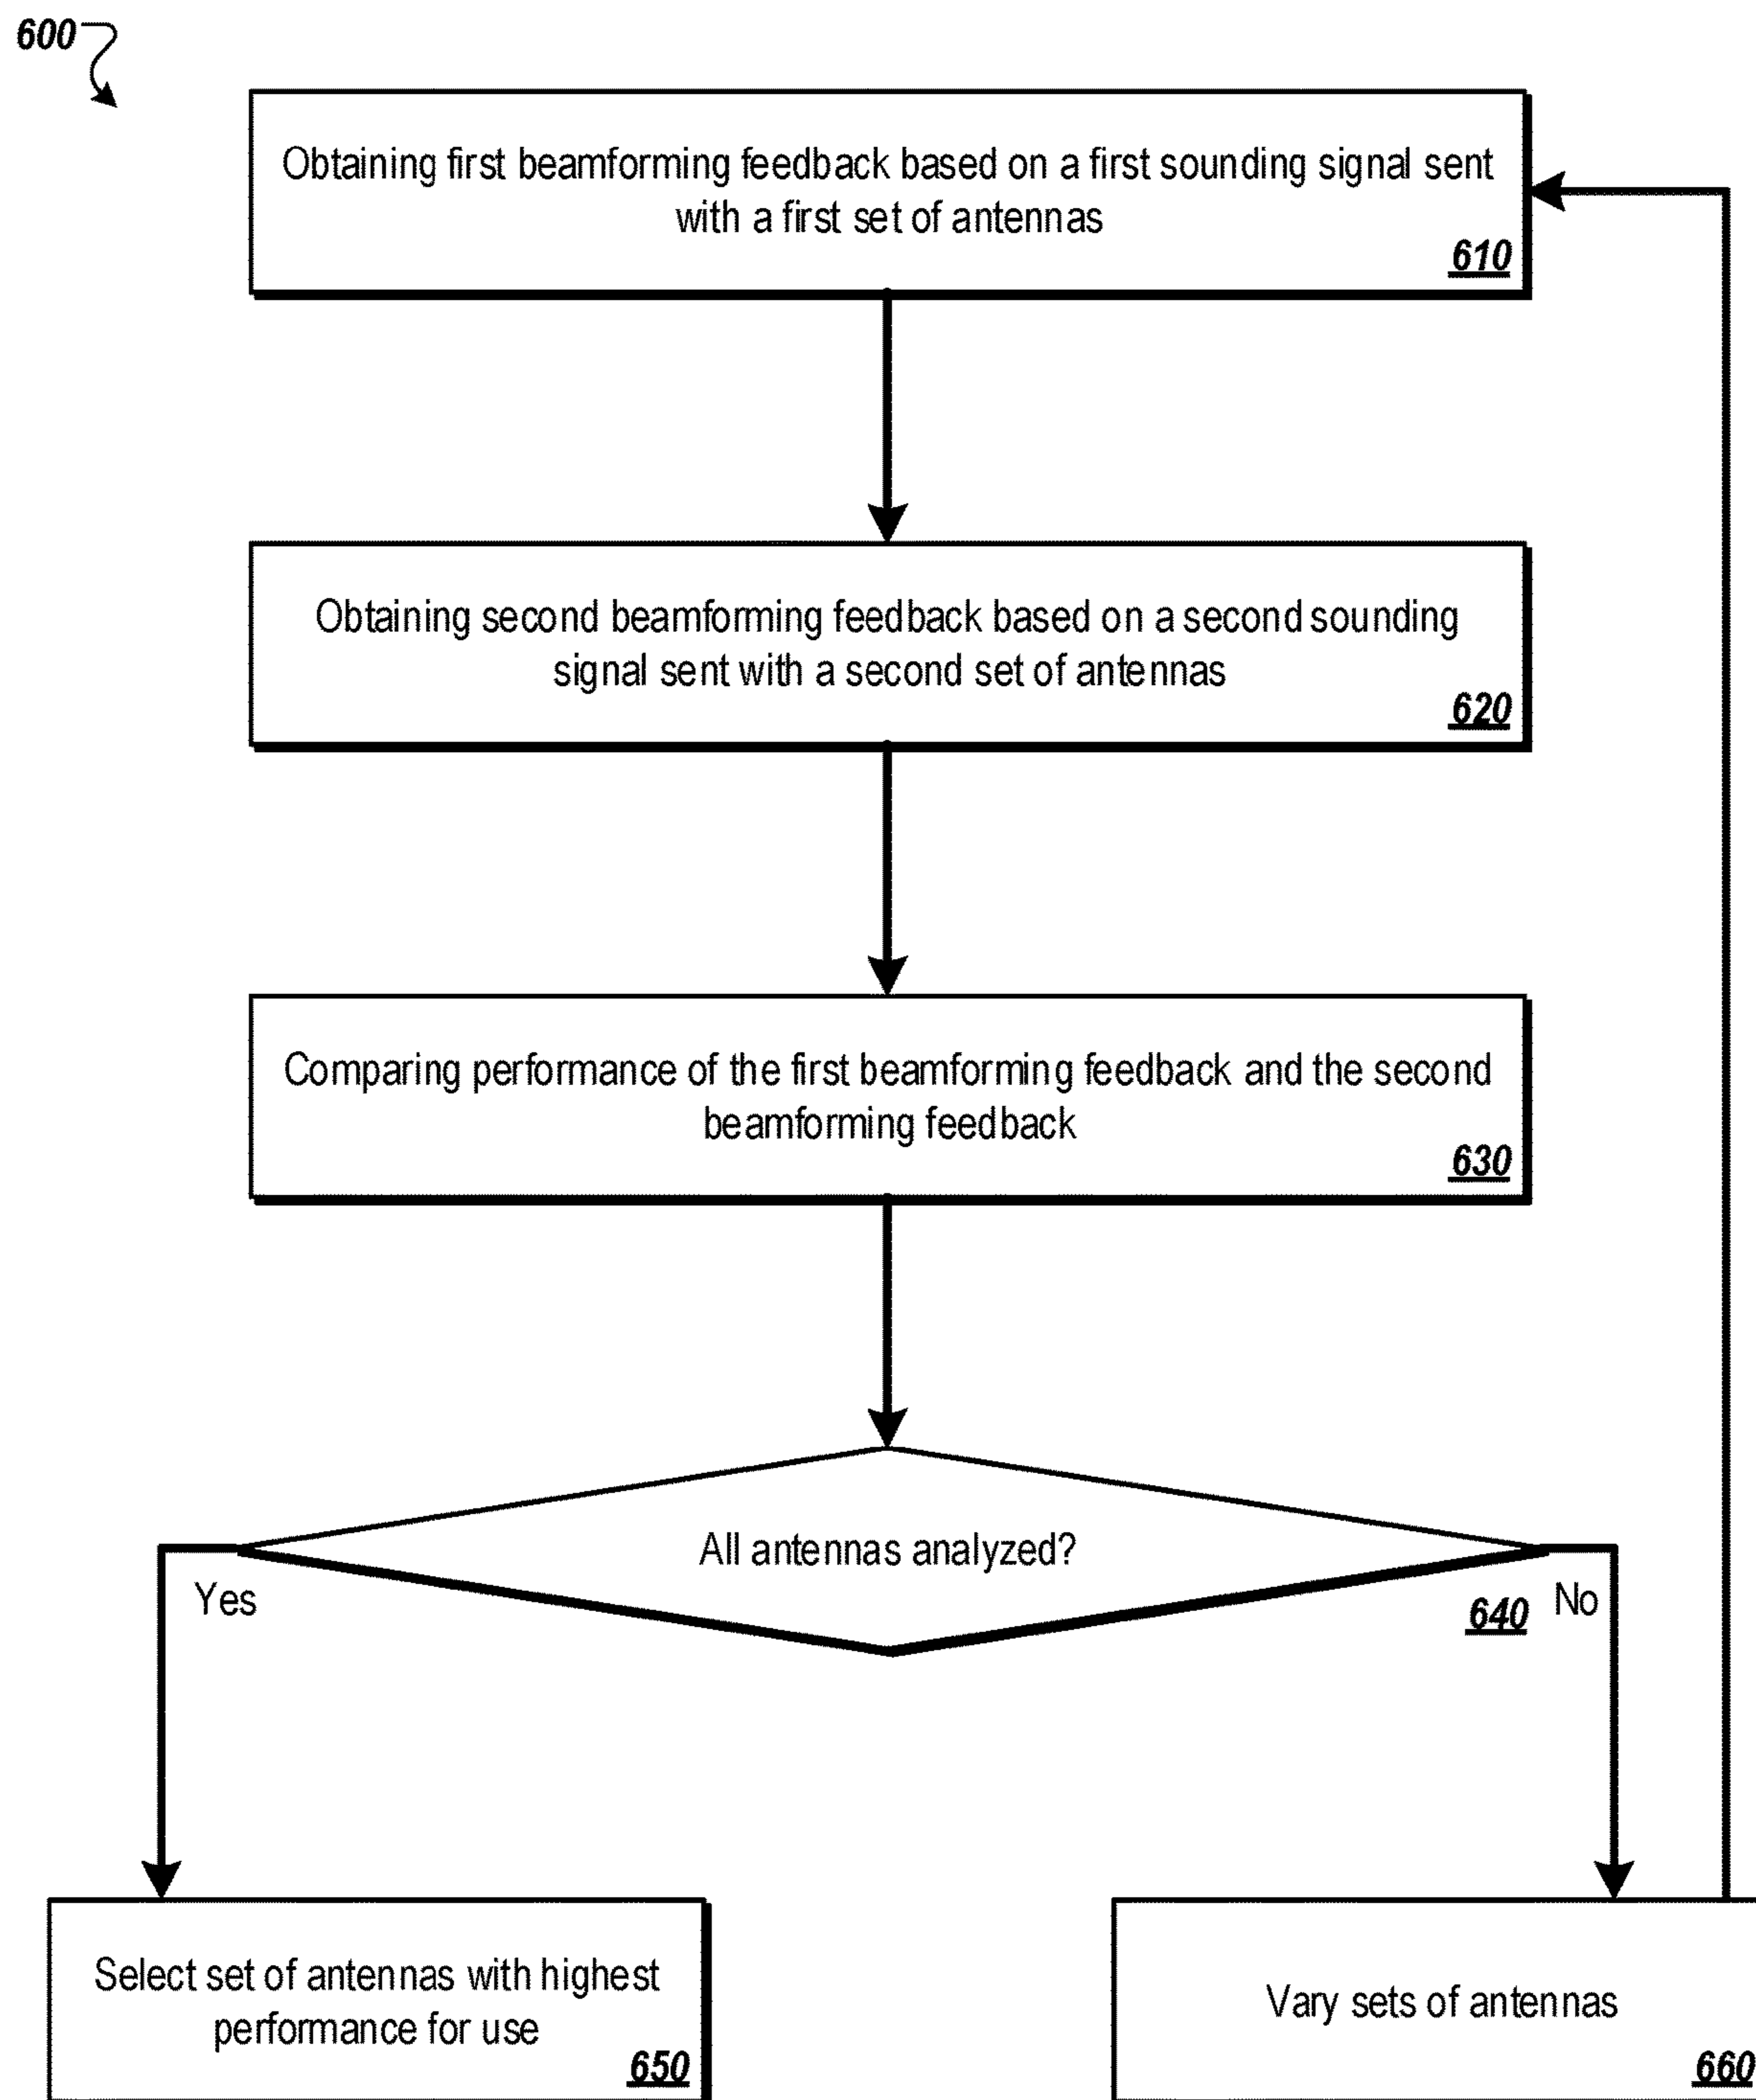 600
Obtaining first beamforming feedback based on a first sounding signal sent
with a first set of antennas
610
Obtaining second beamforming feedback based on a second sounding
signal sent with a second set of antennas
620
Comparing performance of the first beamforming feedback and the second
beamforming feedback
630
All antennas analyzed?
Yes
640
No
Select set of antennas with highest
performance for use
650
Vary sets of antennas
660